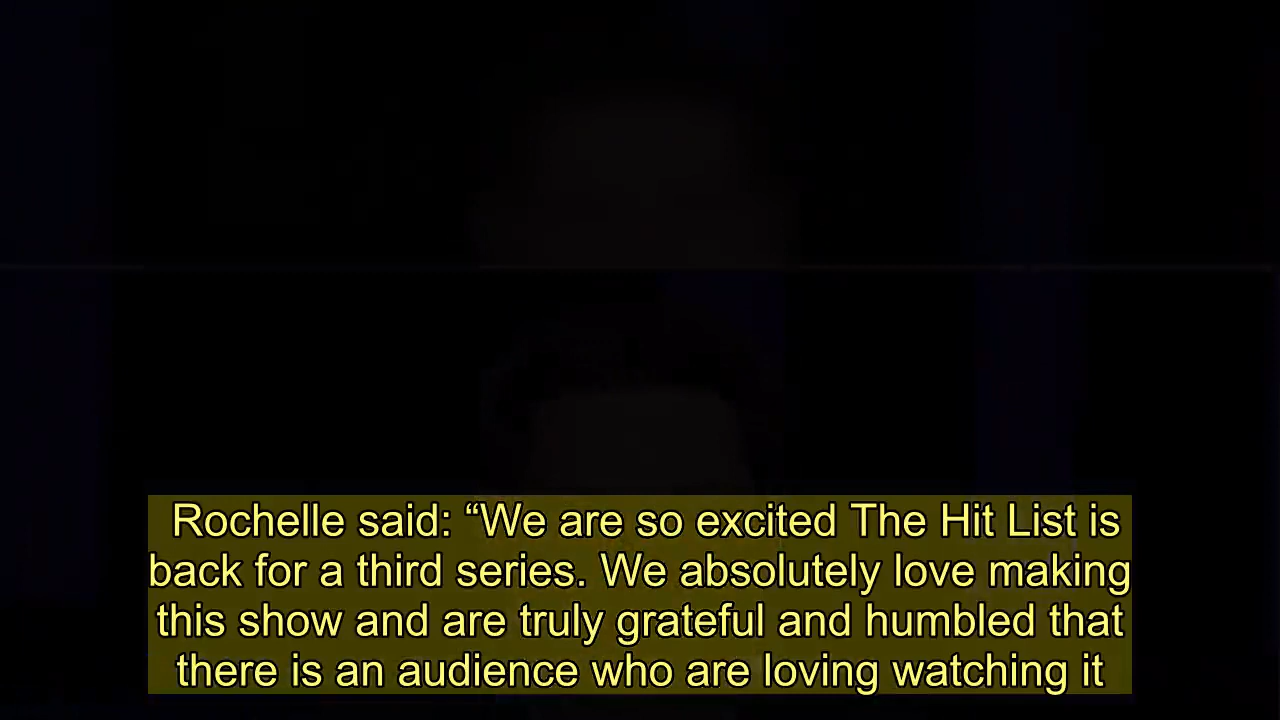 Rochelle said: “We are so excited The Hit List is
back for a third series. We absolutely love making
this show and are truly grateful and humbled that
there is an audience who are loving watching it